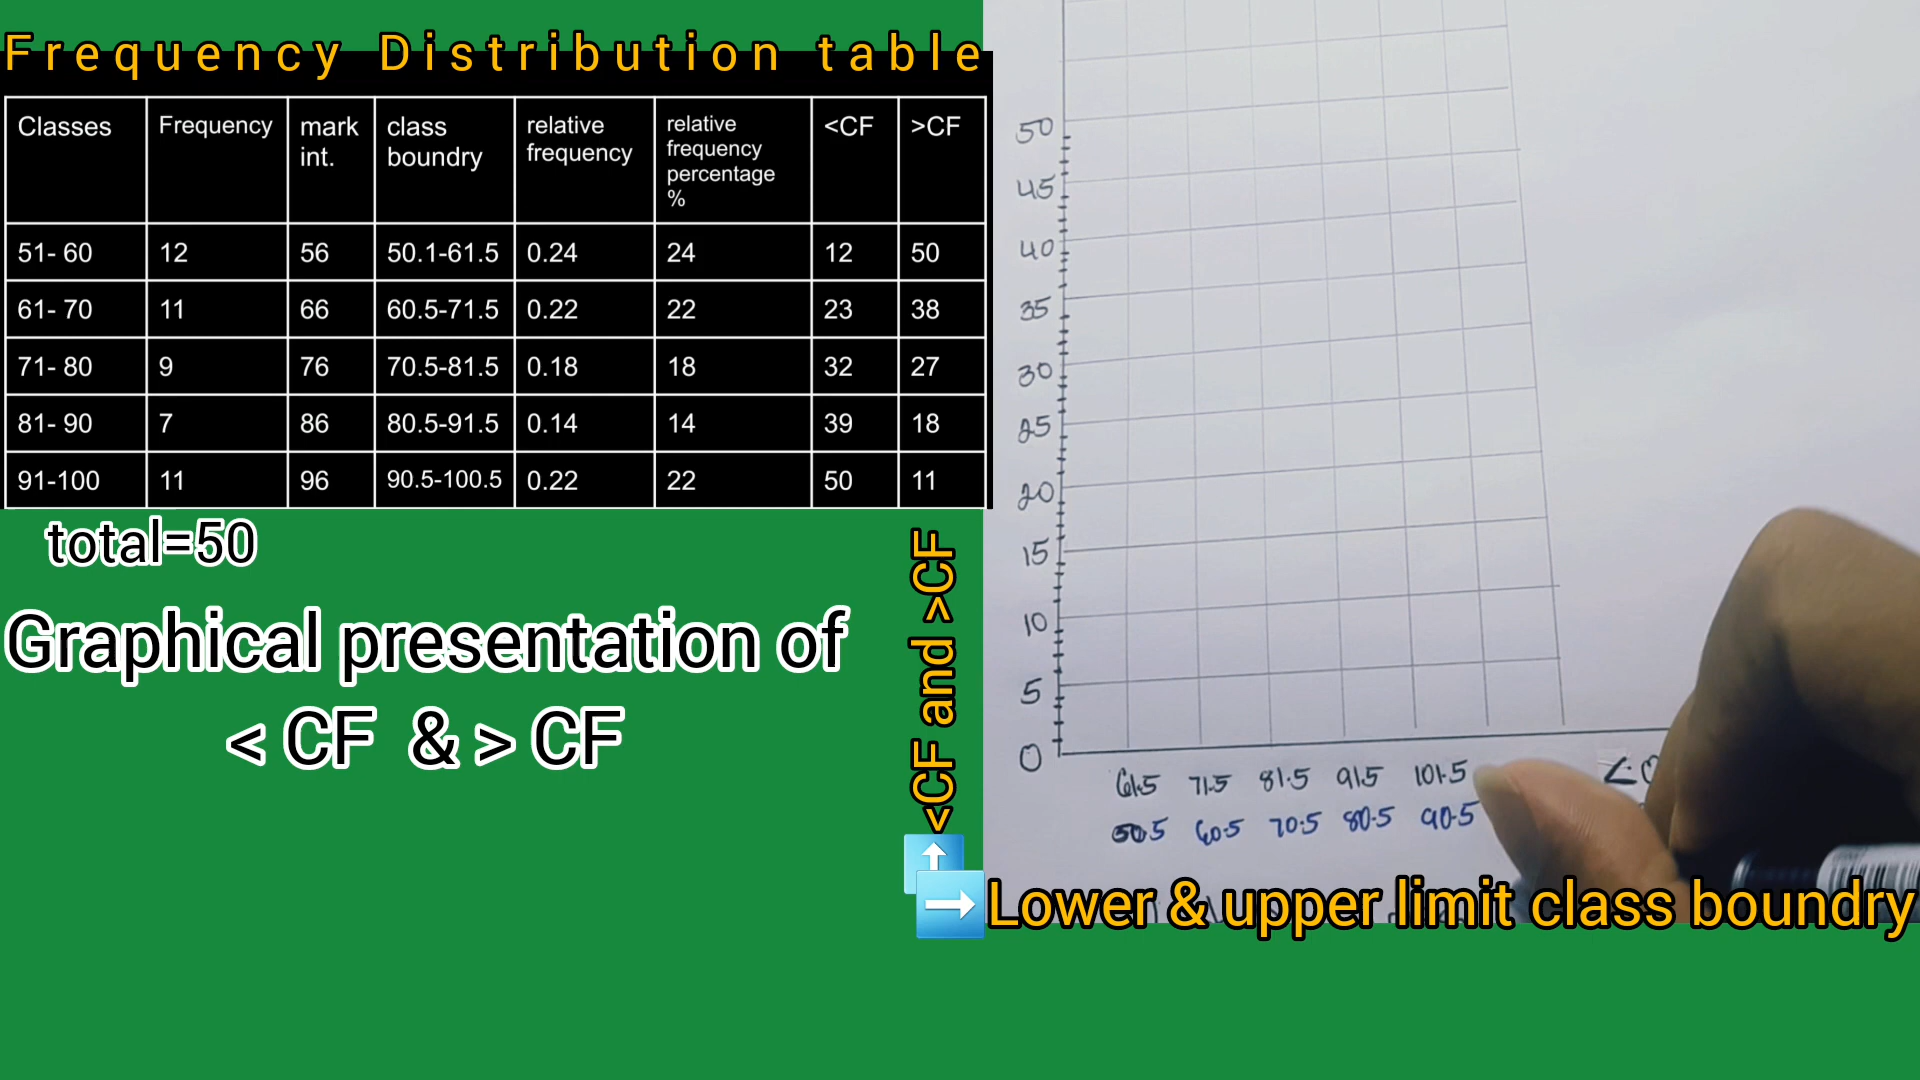 Frequency Distribution table
Classes Frequency mark int. class boundry relative frequency relative frequency percentage % <CF >CF
51- 60 12 56 50.1-61.5 0.24 24 12 50
61- 70 11 66 60.5-71.5 0.22 22 23 38
71- 80 9 76 70.5-81.5 0.18 18 32 27
81- 90 7 86 80.5-91.5 0.14 14 39 18
91-100 11 96 90.5-100.5 0.22 22 50 11
total=50
Graphical presentation of
< CF & > CF
<CF and >CF
50
45
40
35
30
25
20
15
10
5
0
61.5 71.5 81.5 91.5 101.5
50.5 60.5 70.5 80.5 90.5
Lower & upper limit class boundry